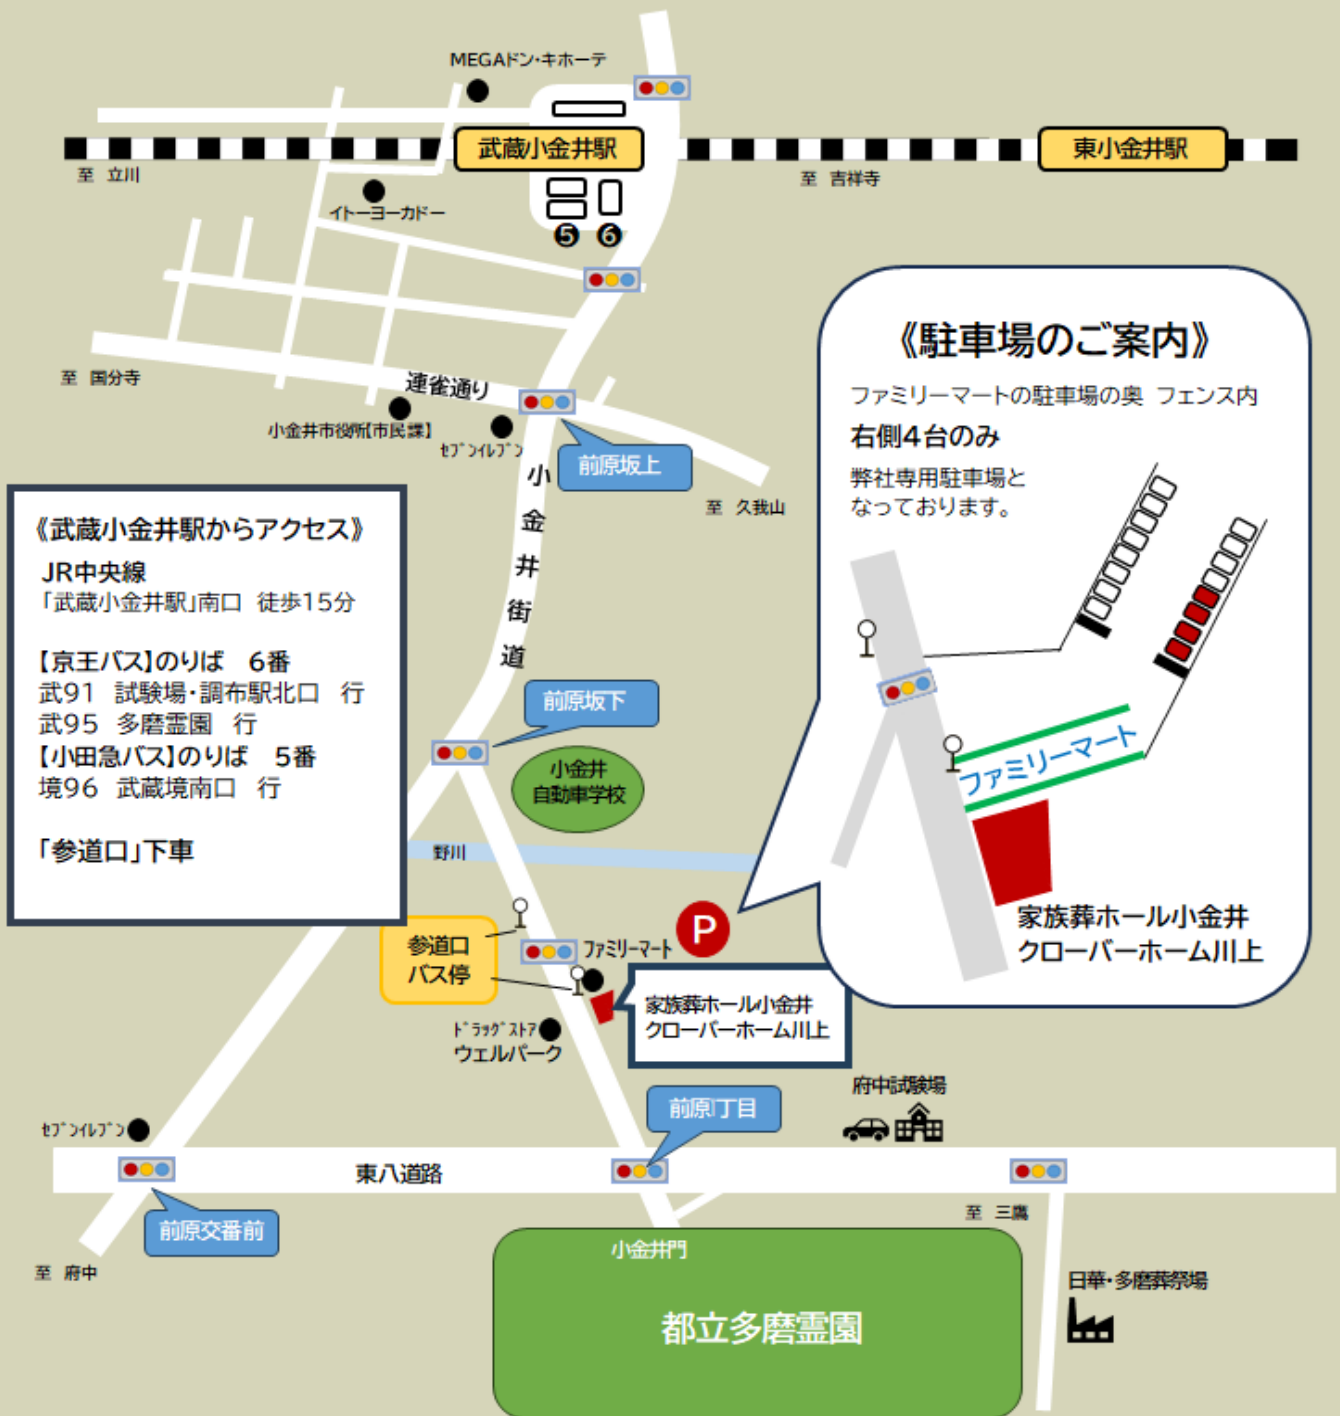 MEGAドン・キホーテ
武蔵小金井駅
東小金井駅
至 立川
至 吉祥寺
イトーヨーカドー
❺ ❻
至 国分寺
連雀通り
小金井市役所【市民課】
ｾﾌﾞﾝｲﾚﾌﾞﾝ
前原坂上
至 久我山
小金井街道
《駐車場のご案内》
ファミリーマートの駐車場の奥 フェンス内
右側4台のみ
弊社専用駐車場と
なっております。
ファミリーマート
家族葬ホール小金井
クローバーホーム川上
《武蔵小金井駅からアクセス》
JR中央線
「武蔵小金井駅」南口 徒歩15分
【京王バス】のりば 6番
武91 試験場・調布駅北口 行
武95 多磨霊園 行
【小田急バス】のりば 5番
境96 武蔵境南口 行
「参道口」下車
前原坂下
小金井
自動車学校
野川
参道口
バス停
ファミリーマート
P
家族葬ホール小金井
クローバーホーム川上
ﾄﾞﾗｯｸﾞｽﾄｱ
ウェルパーク
府中試験場
前原1丁目
ｾﾌﾞﾝｲﾚﾌﾞﾝ
東八道路
前原交番前
至 三鷹
至 府中
小金井門
都立多磨霊園
日華・多磨葬祭場